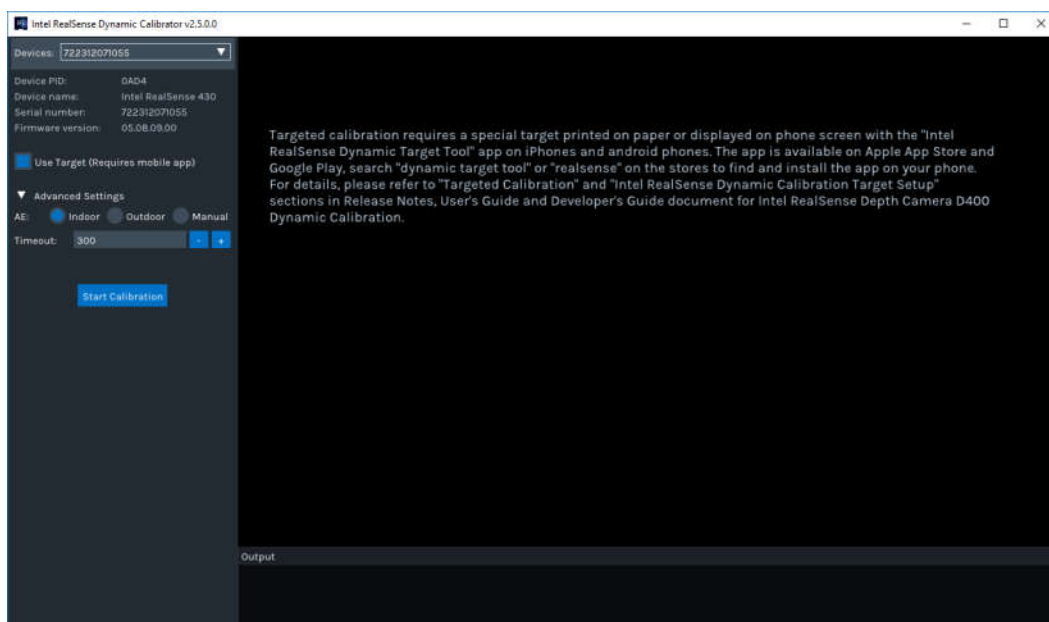 Intel RealSense Dynamic Calibrator v2.5.0.0
Devices: 722312071055
Device PID: 0AD4
Device name: Intel RealSense 430
Serial number: 722312071055
Firmware version: 05.08.09.00
Use Target (Requires mobile app)
Advanced Settings
AE: Indoor Outdoor Manual
Timeout: 300 - +
Start Calibration
Targeted calibration requires a special target printed on paper or displayed on phone screen with the "Intel
RealSense Dynamic Target Tool" app on iPhones and android phones. The app is available on Apple App Store and
Google Play, search "dynamic target tool" or "realsense" on the stores to find and install the app on your phone.
For details, please refer to "Targeted Calibration" and "Intel RealSense Dynamic Calibration Target Setup"
sections in Release Notes, User's Guide and Developer's Guide document for Intel RealSense Depth Camera D400
Dynamic Calibration.
Output